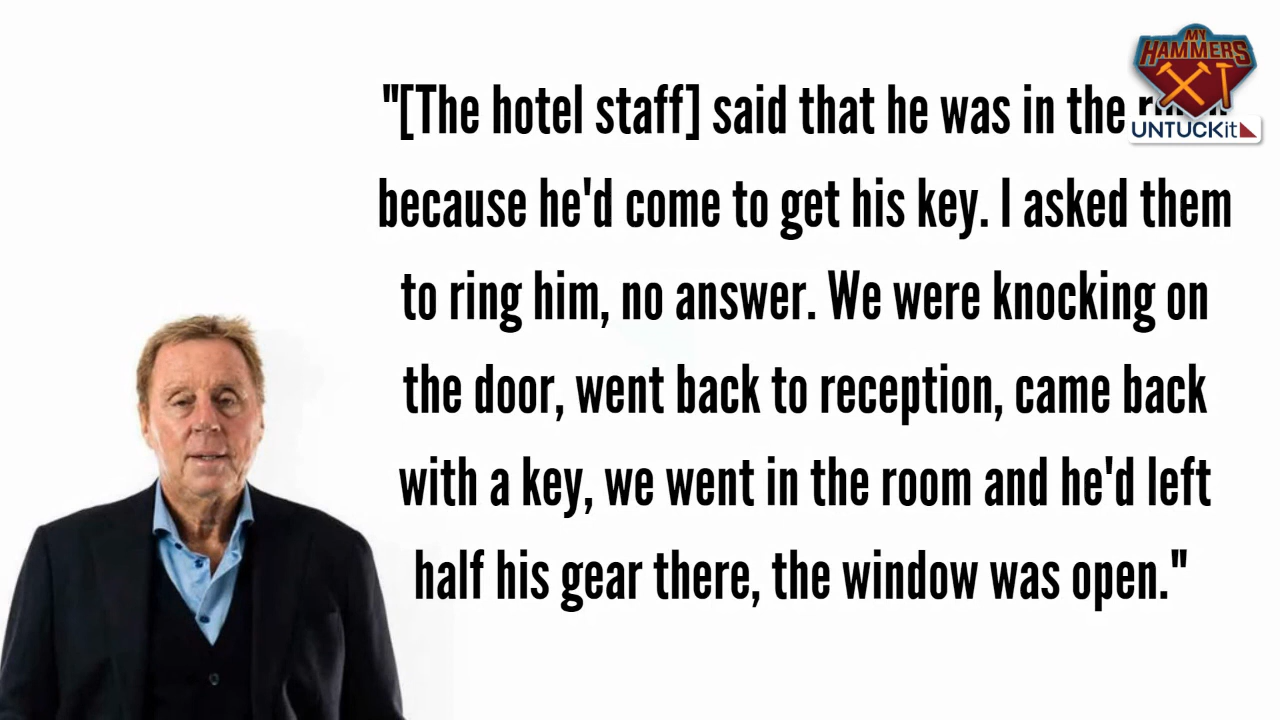 MY
HAMMERS
UNTUCKit
"[The hotel staff] said that he was in the
because he'd come to get his key. I asked them
to ring him, no answer. We were knocking on
the door, went back to reception, came back
with a key, we went in the room and he'd left
half his gear there, the window was open."